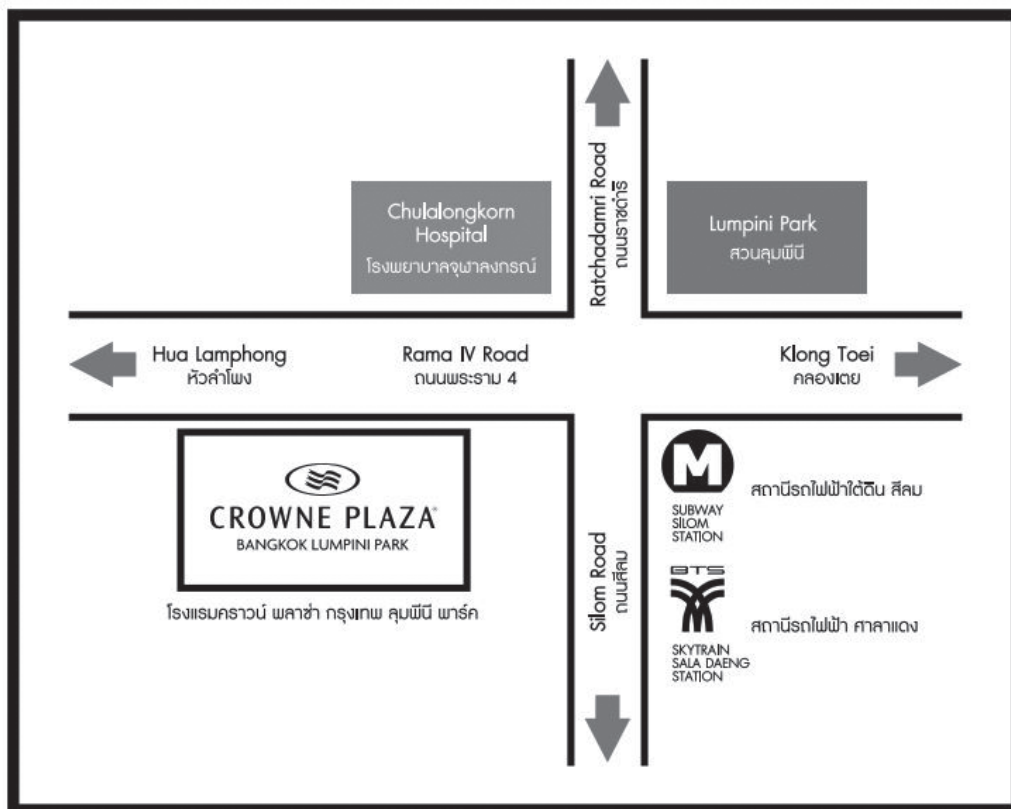 Ratchadamri Road
ถนนราชดำริ
Chulalongkorn
Hospital
โรงพยาบาลจุฬาลงกรณ์
Lumpini Park
สวนลุมพินี
Hua Lamphong
หัวลำโพง
Rama IV Road
ถนนพระราม 4
Klong Toei
คลองเตย
CROWNE PLAZA®
BANGKOK LUMPINI PARK
โรงแรมคราวน์ พลาซ่า กรุงเทพ ลุมพินี พาร์ค
Silom Road
ถนนสีลม
M
SUBWAY
SILOM
STATION
สถานีรถไฟฟ้าใต้ดิน สีลม
BTS
SKYTRAIN
SALA DAENG
STATION
สถานีรถไฟฟ้า ศาลาแดง